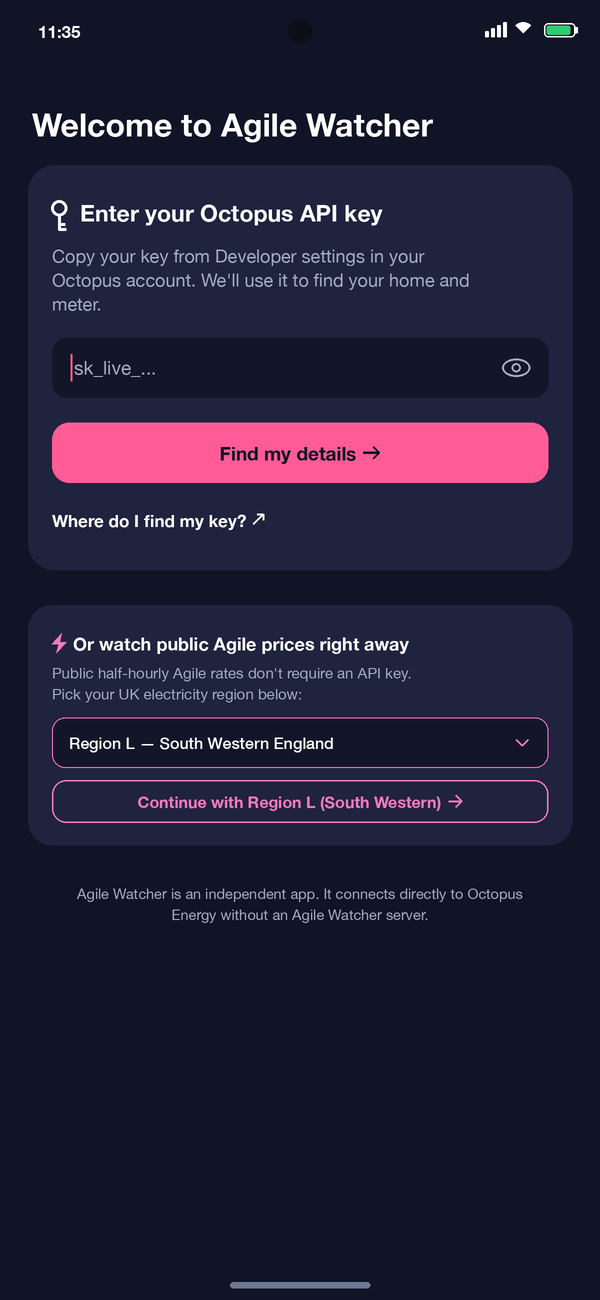 11:35
Welcome to Agile Watcher
Enter your Octopus API key
Copy your key from Developer settings in your
Octopus account. We'll use it to find your home and
meter.
sk_live_...
Find my details →
Where do I find my key? ↗
Or watch public Agile prices right away
Public half-hourly Agile rates don't require an API key.
Pick your UK electricity region below:
Region L — South Western England
Continue with Region L (South Western) →
Agile Watcher is an independent app. It connects directly to Octopus
Energy without an Agile Watcher server.